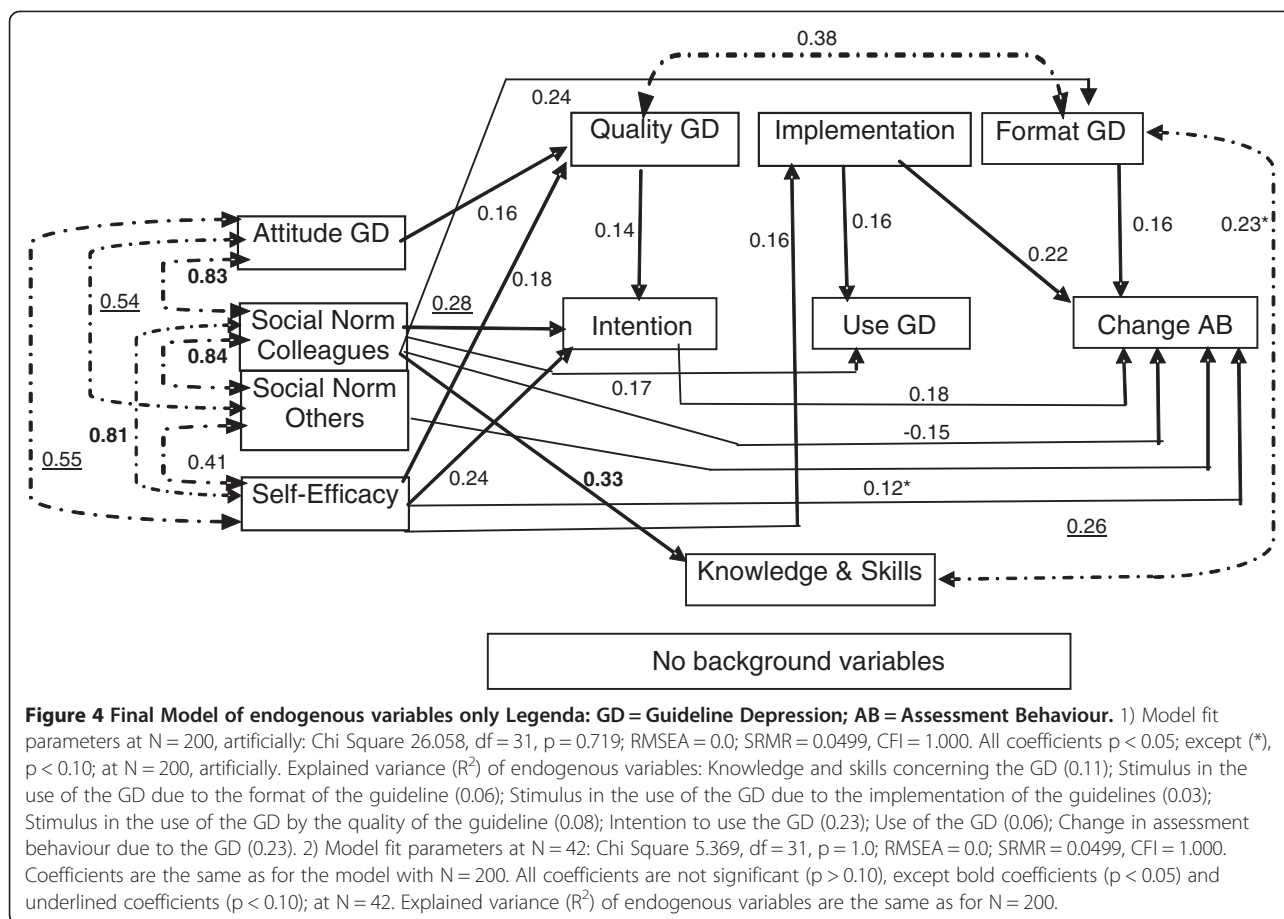 0.38
0.24
Quality GD
Implementation
Format GD
0.16
0.14
0.16
0.16
0.22
0.16
0.23*
Attitude GD
0.83
0.54
0.18
0.28
Social Norm
Colleagues
Intention
Use GD
Change AB
0.84
Social Norm
Others
0.17
0.18
-0.15
0.81
0.55
0.41
Self-Efficacy
0.24
0.33
0.12*
0.26
Knowledge & Skills
No background variables
Figure 4 Final Model of endogenous variables only Legenda: GD = Guideline Depression; AB = Assessment Behaviour. 1) Model fit
parameters at N = 200, artificially: Chi Square 26.058, df = 31, p = 0.719; RMSEA = 0.0; SRMR = 0.0499, CFI = 1.000. All coefficients p < 0.05; except (*),
p < 0.10; at N = 200, artificially. Explained variance (R²) of endogenous variables: Knowledge and skills concerning the GD (0.11); Stimulus in the
use of the GD due to the format of the guideline (0.06); Stimulus in the use of the GD due to the implementation of the guidelines (0.03);
Stimulus in the use of the GD by the quality of the guideline (0.08); Intention to use the GD (0.23); Use of the GD (0.06); Change in assessment
behaviour due to the GD (0.23). 2) Model fit parameters at N = 42: Chi Square 5.369, df = 31, p = 1.0; RMSEA = 0.0; SRMR = 0.0499, CFI = 1.000.
Coefficients are the same as for the model with N = 200. All coefficients are not significant (p > 0.10), except bold coefficients (p < 0.05) and
underlined coefficients (p < 0.10); at N = 42. Explained variance (R²) of endogenous variables are the same as for N = 200.